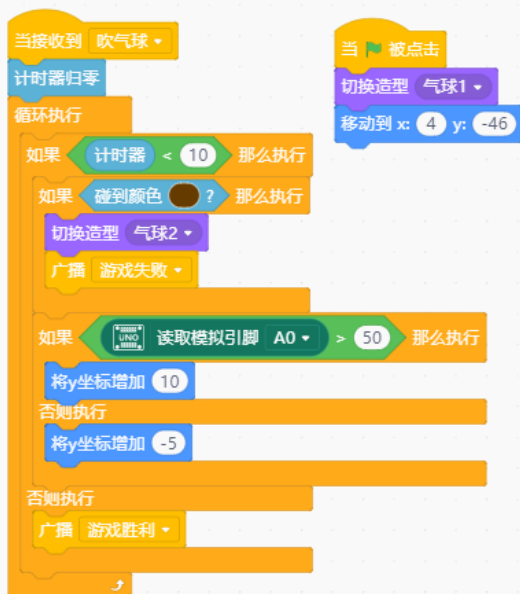 当接收到 吹气球
计时器归零
循环执行
如果 计时器 < 10 那么执行
如果 碰到颜色 ? 那么执行
切换造型 气球2
广播 游戏失败
如果 UNO 读取模拟引脚 A0 > 50 那么执行
将y坐标增加 10
否则执行
将y坐标增加 -5
否则执行
广播 游戏胜利
当 被点击
切换造型 气球1
移动到 x: 4 y: -46